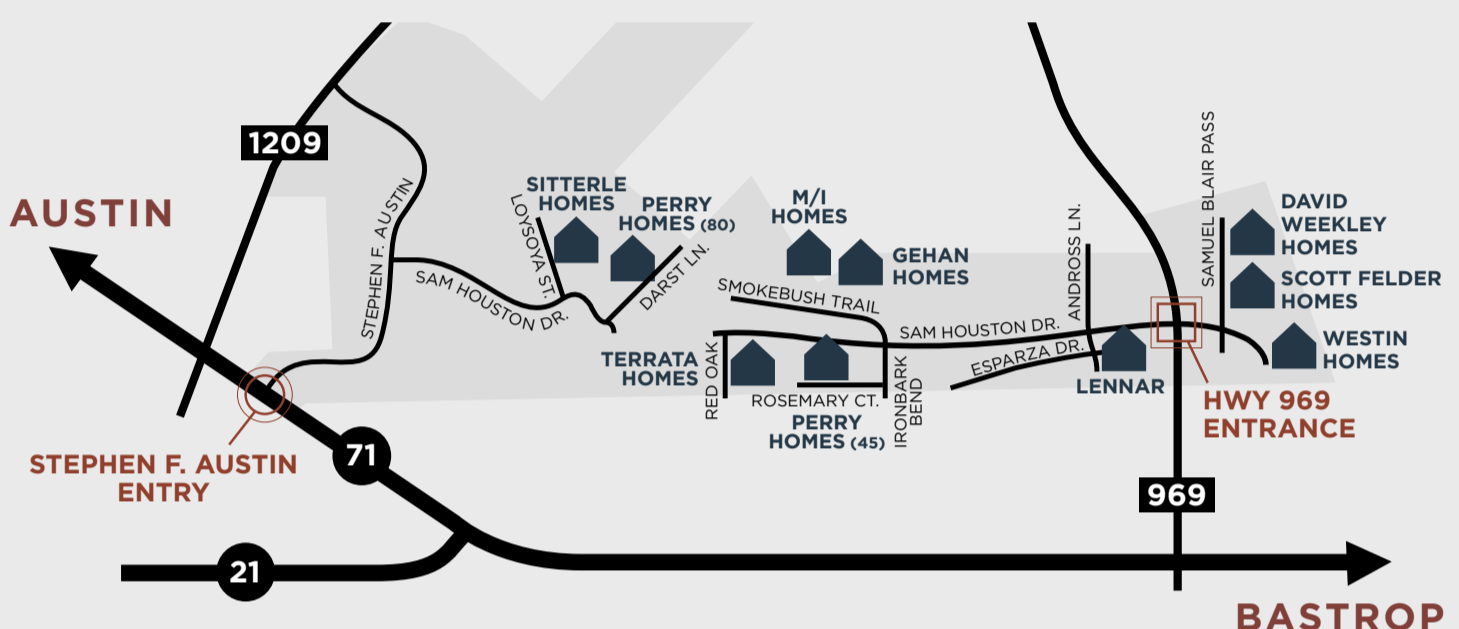 1209
AUSTIN
STEPHEN F. AUSTIN
SAM HOUSTON DR.
LOYSOYA ST.
SITTERLE
HOMES
PERRY
HOMES (80)
DARST LN.
M/I
HOMES
GEHAN
HOMES
SMOKEBUSH TRAIL
SAM HOUSTON DR.
ANDROSS LN.
ESPARZA DR.
SAMUEL BLAIR PASS
DAVID
WEEKLEY
HOMES
SCOTT FELDER
HOMES
WESTIN
HOMES
TERRATA
HOMES
RED OAK
ROSEMARY CT.
PERRY
HOMES (45)
IRONBARK
BEND
LENNAR
HWY 969
ENTRANCE
STEPHEN F. AUSTIN
ENTRY
71
969
21
BASTROP